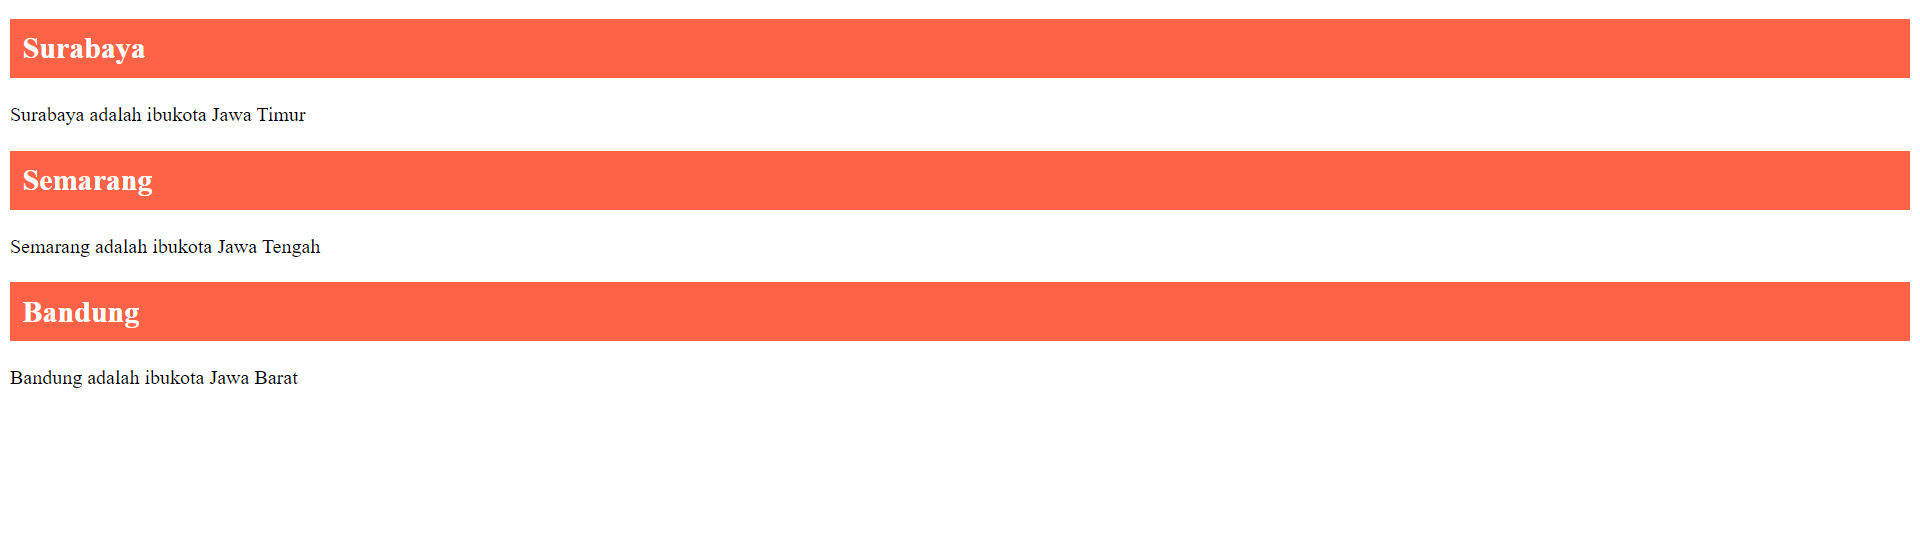 Surabaya
Surabaya adalah ibukota Jawa Timur
Semarang
Semarang adalah ibukota Jawa Tengah
Bandung
Bandung adalah ibukota Jawa Barat